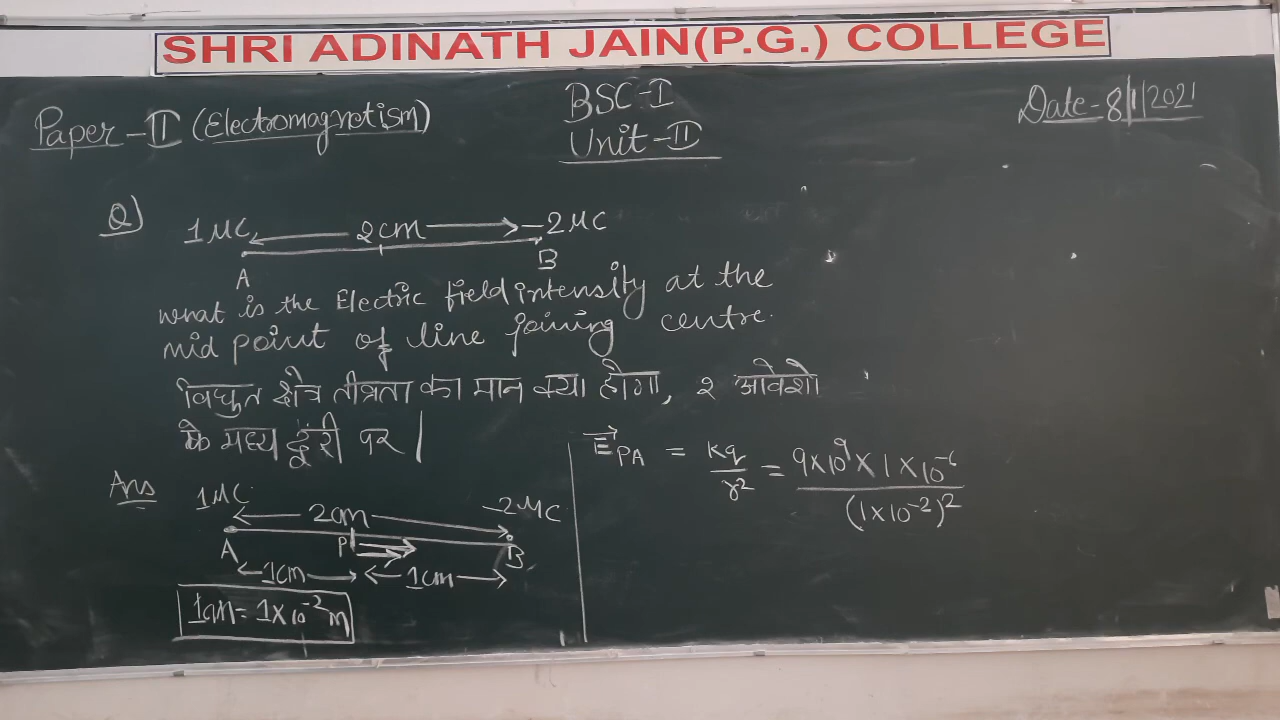 SHRI ADINATH JAIN(P.G.) COLLEGE
Paper-II (Electromagnetism)
BSC-I
Unit-II
Date-8/1/2021
Q)
1μC 2cm -2μC
A B
what is the Electric field intensity at the
mid point of line joining centre.
विधुत क्षेत्र तीव्रता का मान क्या होगा, २ आवेशो
के मध्य दूरी पर |
Ans
1μC 2cm -2μC
A P B
1cm 1cm
1cm = 1×10⁻²m
E⃗PA = kq/r² = 9×10⁹×1×10⁻⁶/(1×10⁻²)²